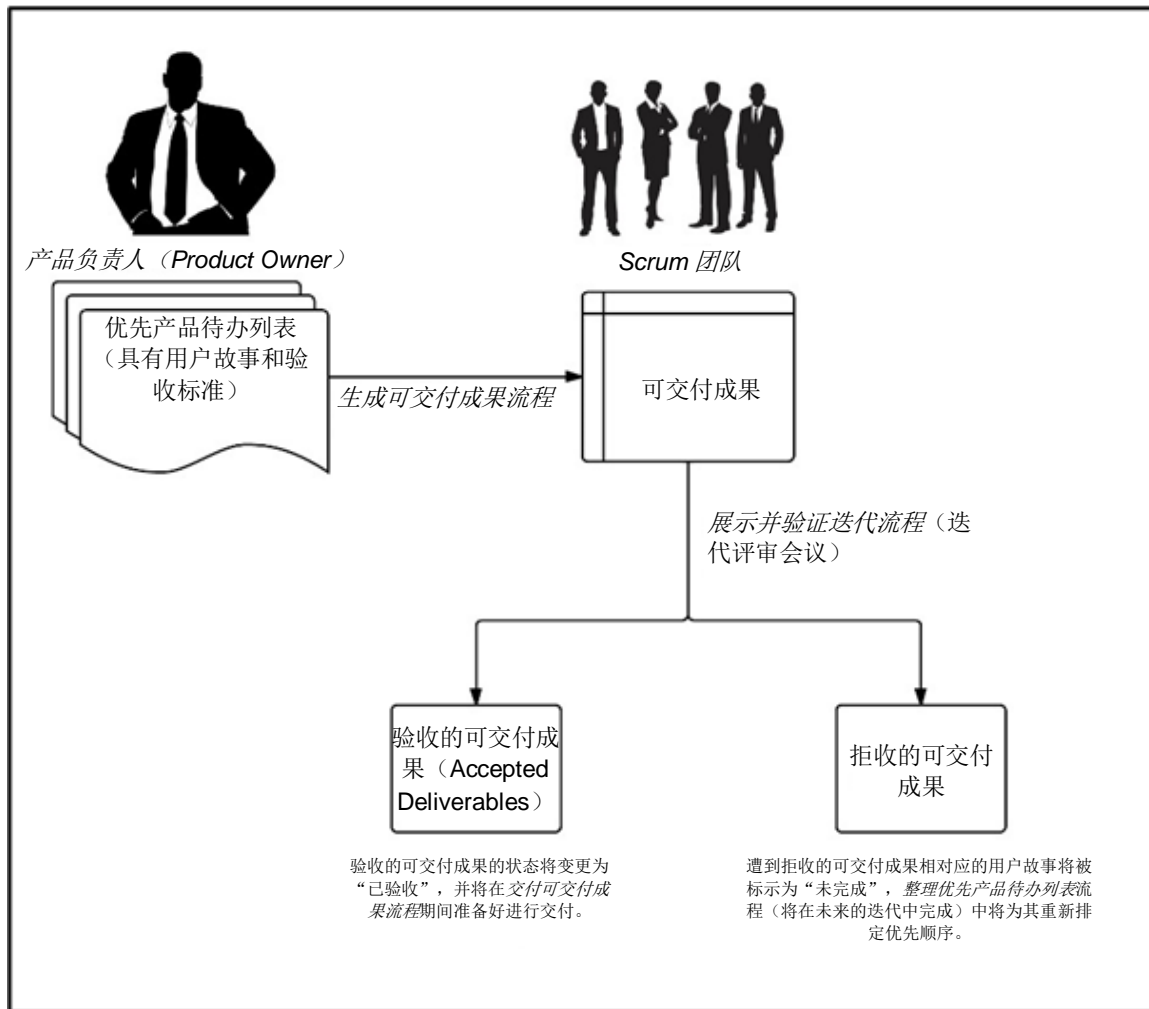 产品负责人（Product Owner）
Scrum 团队
优先产品待办列表
（具有用户故事和验
收标准）
生成可交付成果流程
可交付成果
展示并验证迭代流程（迭
代评审会议）
验收的可交付成
果（Accepted
Deliverables）
拒收的可交付
成果
验收的可交付成果的状态将变更为
“已验收”，并将在交付可交付成
果流程期间准备好进行交付。
遭到拒收的可交付成果相对应的用户故事将被
标示为“未完成”，整理优先产品待办列表流
程（将在未来的迭代中完成）中将为其重新排
定优先顺序。